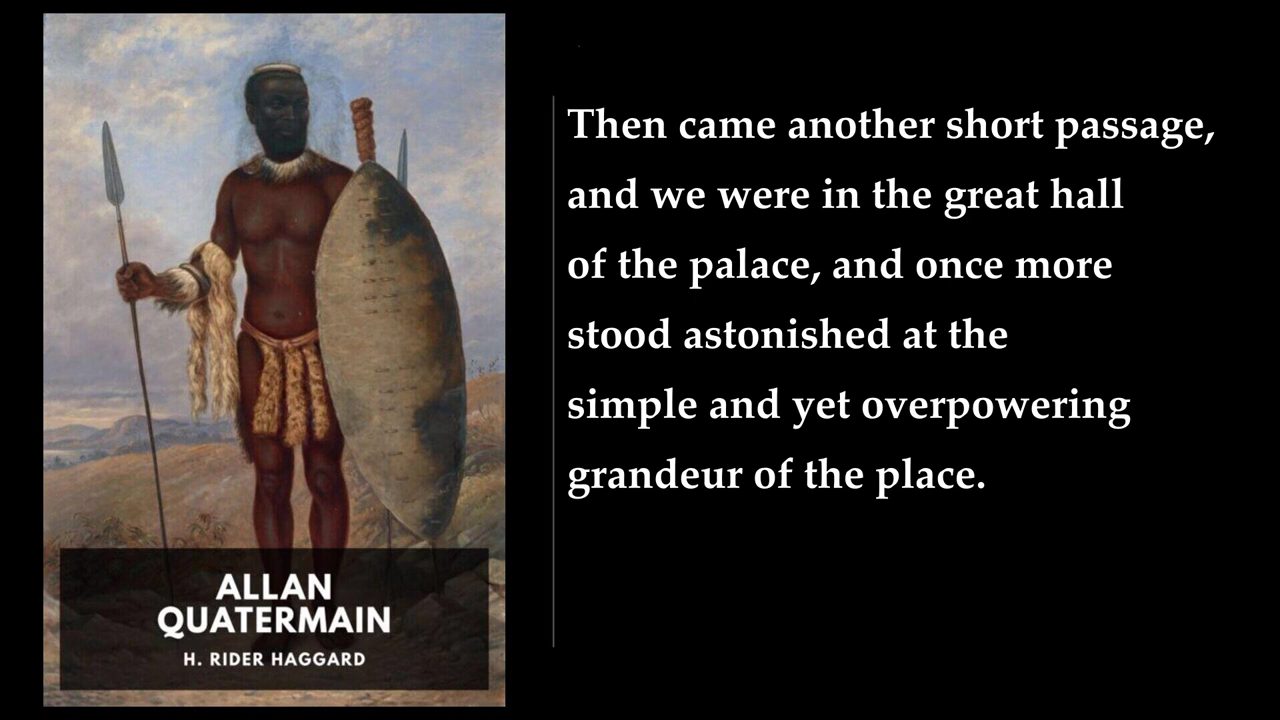 ALLAN
QUATERMAIN
H. RIDER HAGGARD
Then came another short passage,
and we were in the great hall
of the palace, and once more
stood astonished at the
simple and yet overpowering
grandeur of the place.